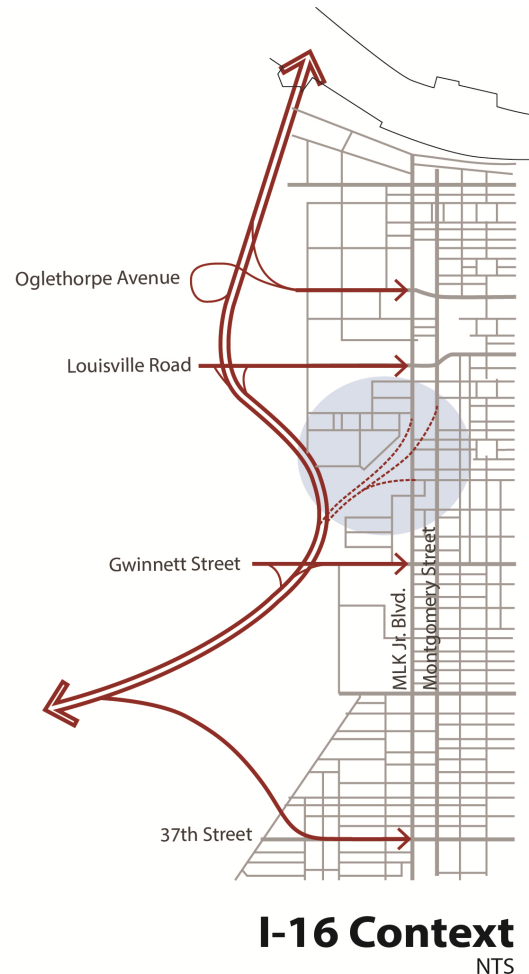 Oglethorpe Avenue
Louisville Road
Gwinnett Street
MLK Jr. Blvd.
Montgomery Street
37th Street
I-16 Context
NTS